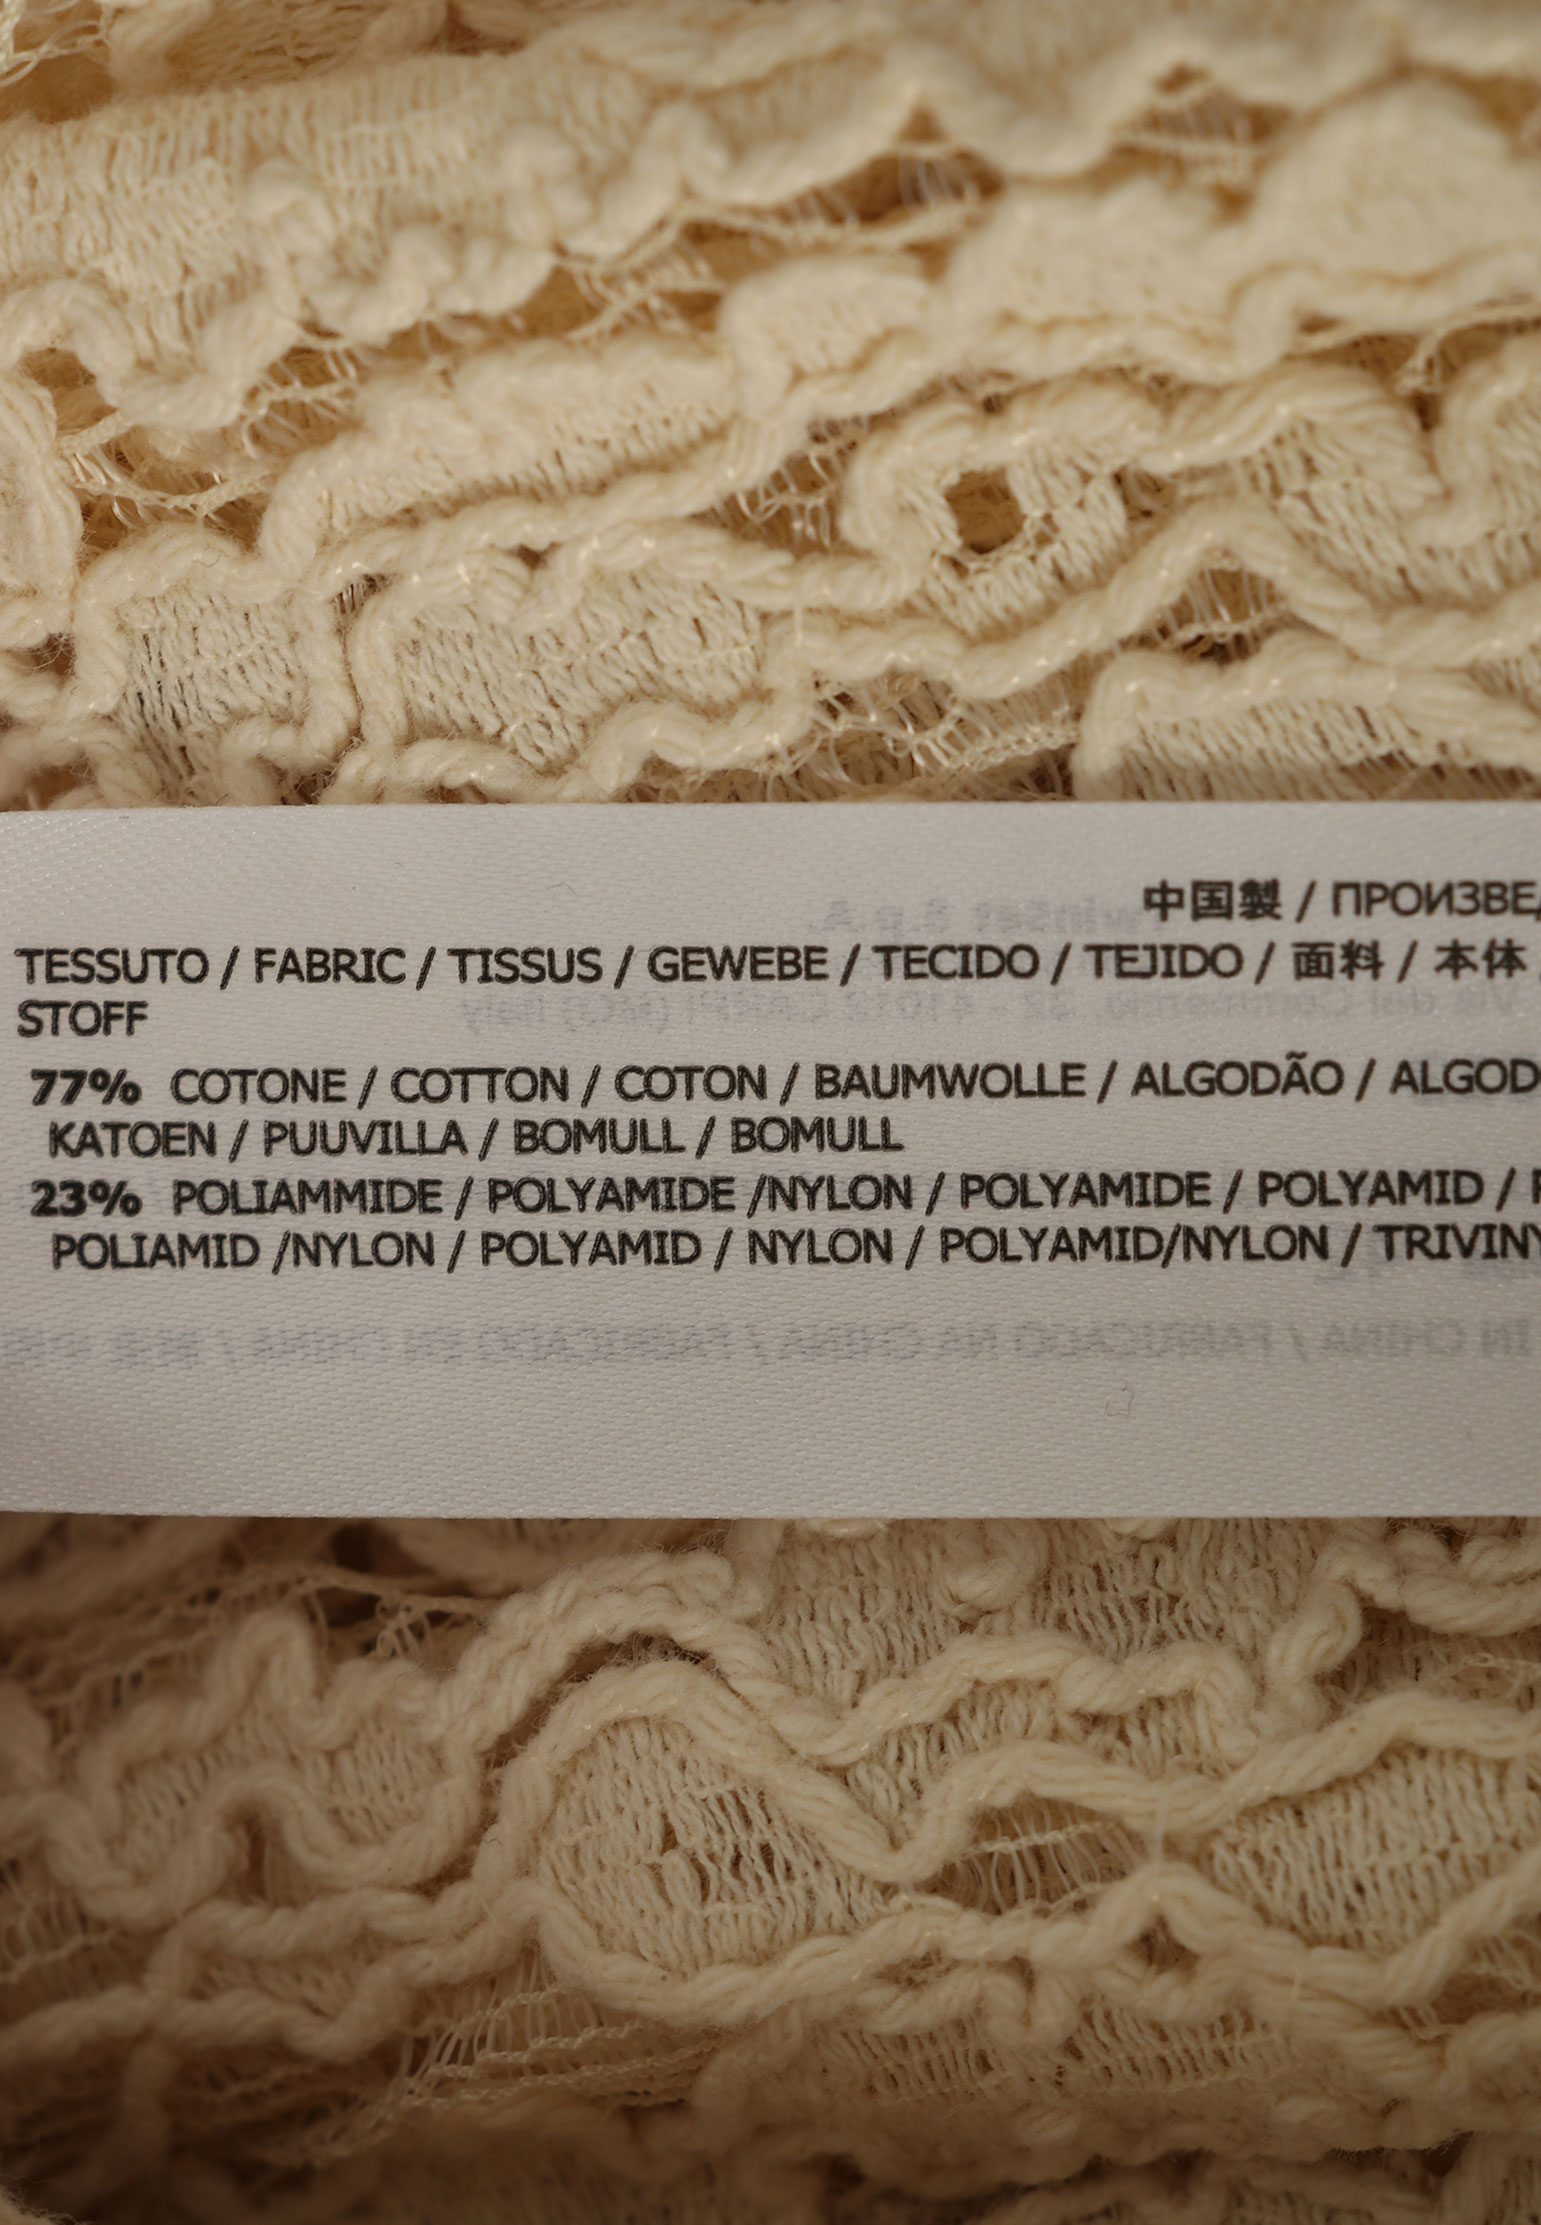 中国製 / ПРОИЗВЕ
TESSUTO / FABRIC / TISSUS / GEWEBE / TECIDO / TEJIDO / 面料 / 本体 /
STOFF
77% COTONE / COTTON / COTON / BAUMWOLLE / ALGODÃO / ALGOD
KATOEN / PUUVILLA / BOMULL / BOMULL
23% POLIAMMIDE / POLYAMIDE /NYLON / POLYAMIDE / POLYAMID /
POLIAMID /NYLON / POLYAMID / NYLON / POLYAMID/NYLON / TRIVINY